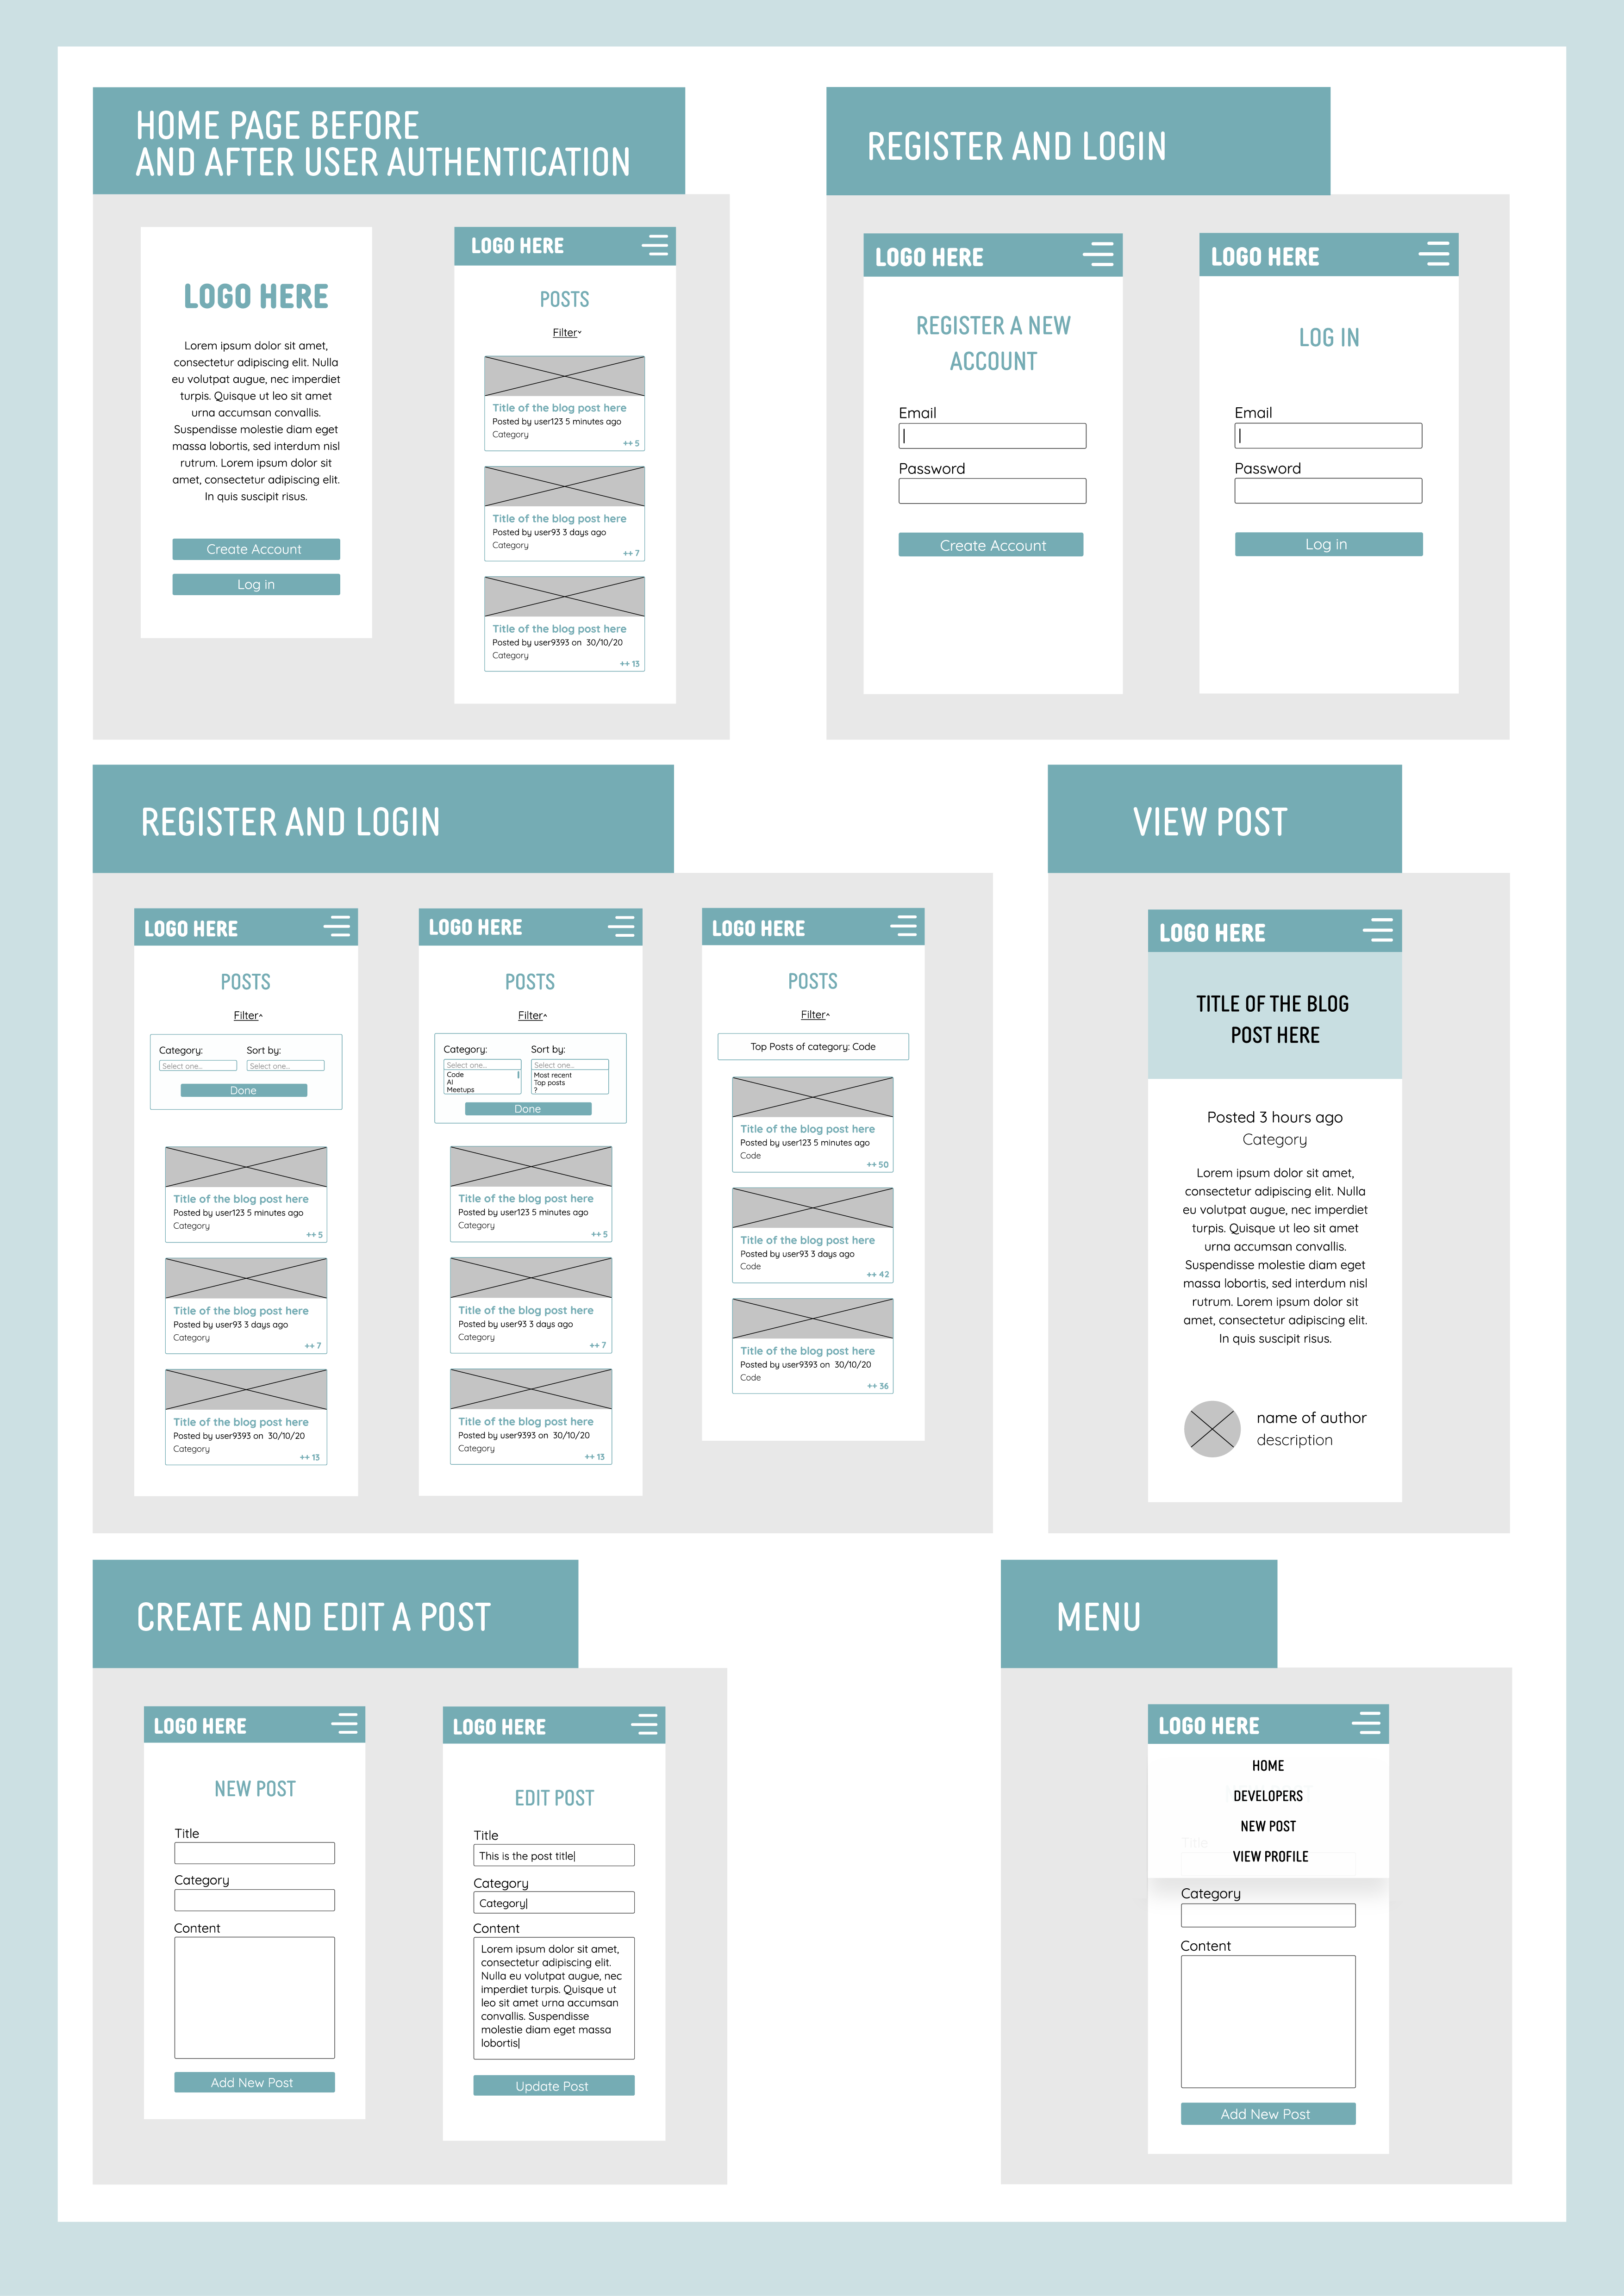 HOME PAGE BEFORE
AND AFTER USER AUTHENTICATION
LOGO HERE
Lorem ipsum dolor sit amet,
consectetur adipiscing elit. Nulla
eu volutpat augue, nec imperdiet
turpis. Quisque ut leo sit amet
urna accumsan convallis.
Suspendisse molestie diam eget
massa lobortis, sed interdum nisl
rutrum. Lorem ipsum dolor sit
amet, consectetur adipiscing elit.
In quis suscipit risus.
Create Account
Log in
LOGO HERE
POSTS
Filter
Title of the blog post here
Posted by user123 5 minutes ago
Category
++ 5
Title of the blog post here
Posted by user93 3 days ago
Category
++ 7
Title of the blog post here
Posted by user9393 on 30/10/20
Category
++ 13
REGISTER AND LOGIN
LOGO HERE
REGISTER A NEW
ACCOUNT
Email
Password
Create Account
LOGO HERE
LOG IN
Email
Password
Log in
REGISTER AND LOGIN
LOGO HERE
POSTS
Filter^
Category:
Sort by:
Select one...
Select one...
Done
Title of the blog post here
Posted by user123 5 minutes ago
Category
++ 5
Title of the blog post here
Posted by user93 3 days ago
Category
++ 7
Title of the blog post here
Posted by user9393 on 30/10/20
Category
++ 13
LOGO HERE
POSTS
Filter^
Category:
Sort by:
Select one...
Select one...
Code
AI
Meetups
Most recent
Top posts
?
Done
Title of the blog post here
Posted by user123 5 minutes ago
Category
++ 5
Title of the blog post here
Posted by user93 3 days ago
Category
++ 7
Title of the blog post here
Posted by user9393 on 30/10/20
Category
++ 13
LOGO HERE
POSTS
Filter^
Top Posts of category: Code
Title of the blog post here
Posted by user123 5 minutes ago
Code
++ 50
Title of the blog post here
Posted by user93 3 days ago
Code
++ 42
Title of the blog post here
Posted by user9393 on 30/10/20
Code
++ 36
VIEW POST
LOGO HERE
TITLE OF THE BLOG
POST HERE
Posted 3 hours ago
Category
Lorem ipsum dolor sit amet,
consectetur adipiscing elit. Nulla
eu volutpat augue, nec imperdiet
turpis. Quisque ut leo sit amet
urna accumsan convallis.
Suspendisse molestie diam eget
massa lobortis, sed interdum nisl
rutrum. Lorem ipsum dolor sit
amet, consectetur adipiscing elit.
In quis suscipit risus.
name of author
description
CREATE AND EDIT A POST
LOGO HERE
NEW POST
Title
Category
Content
Add New Post
LOGO HERE
EDIT POST
Title
This is the post title|
Category
Category|
Content
Lorem ipsum dolor sit amet,
consectetur adipiscing elit.
Nulla eu volutpat augue, nec
imperdiet turpis. Quisque ut
leo sit amet urna accumsan
convallis. Suspendisse
molestie diam eget massa
lobortis|
Update Post
MENU
LOGO HERE
HOME
DEVELOPERS
NEW POST
Title
VIEW PROFILE
Category
Content
Add New Post